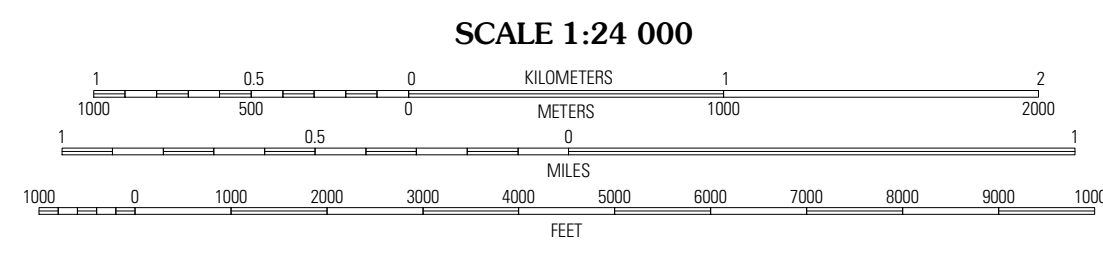 SCALE 1:24 000
1 0.5 0 KILOMETERS 1 2
1000 500 0 METERS 1000 2000
1 0.5 0 1
MILES
1000 0 1000 2000 3000 4000 5000 6000 7000 8000 9000 1000
FEET